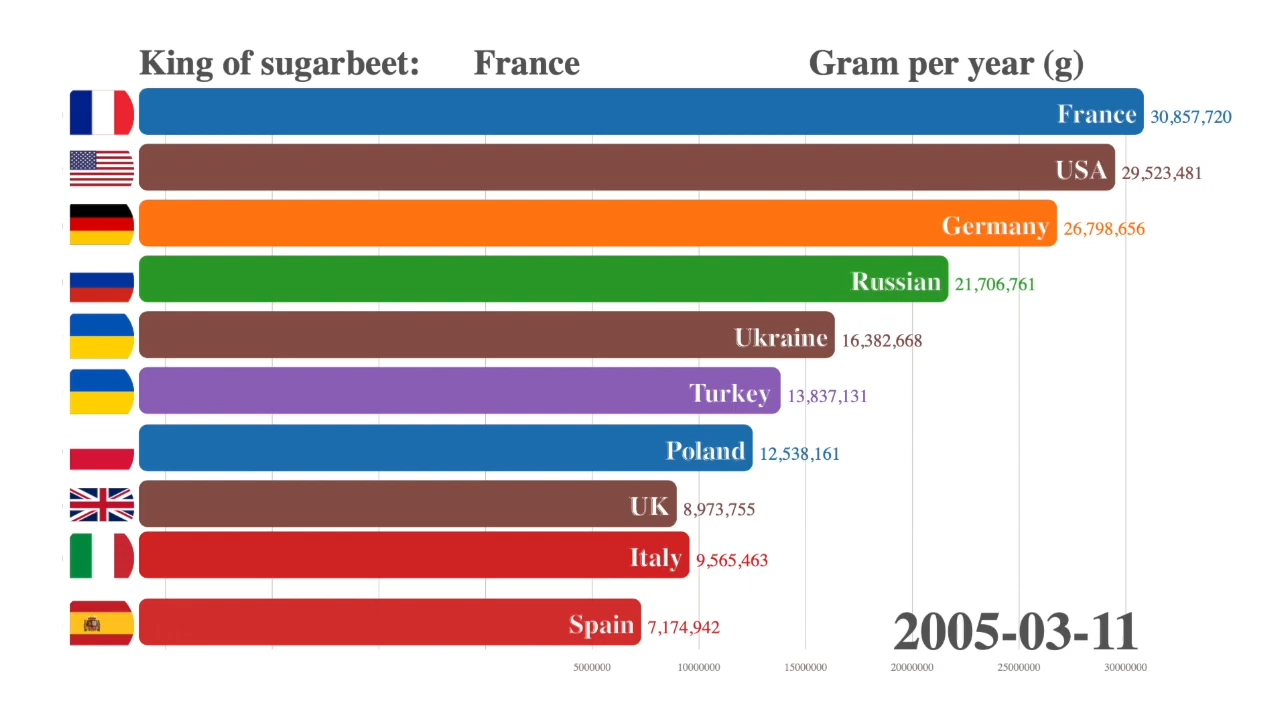 King of sugarbeet: France Gram per year (g)
France 30,857,720
USA 29,523,481
Germany 26,798,656
Russian 21,706,761
Ukraine 16,382,668
Turkey 13,837,131
Poland 12,538,161
UK 8,973,755
Italy 9,565,463
Spain 7,174,942
2005-03-11
5000000 10000000 15000000 20000000 25000000 30000000